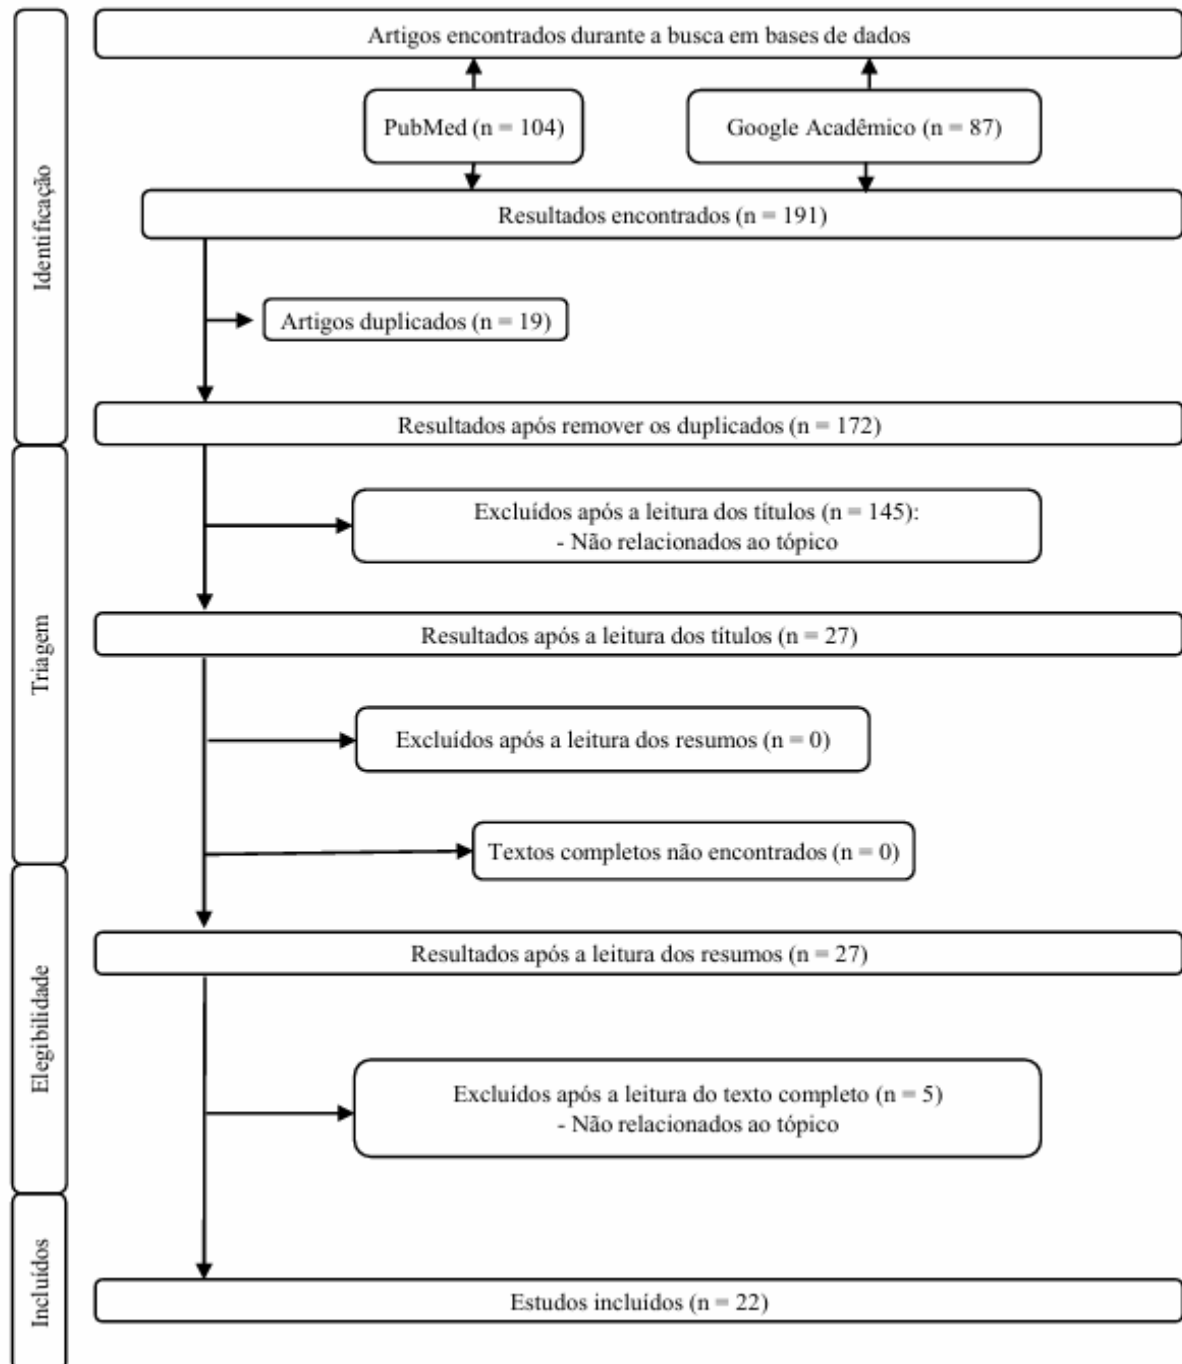 Identificação
Artigos encontrados durante a busca em bases de dados
PubMed (n = 104)
Google Acadêmico (n = 87)
Resultados encontrados (n = 191)
Artigos duplicados (n = 19)
Resultados após remover os duplicados (n = 172)
Triagem
Excluídos após a leitura dos títulos (n = 145):
- Não relacionados ao tópico
Resultados após a leitura dos títulos (n = 27)
Excluídos após a leitura dos resumos (n = 0)
Textos completos não encontrados (n = 0)
Elegibilidade
Resultados após a leitura dos resumos (n = 27)
Excluídos após a leitura do texto completo (n = 5)
- Não relacionados ao tópico
Incluídos
Estudos incluídos (n = 22)